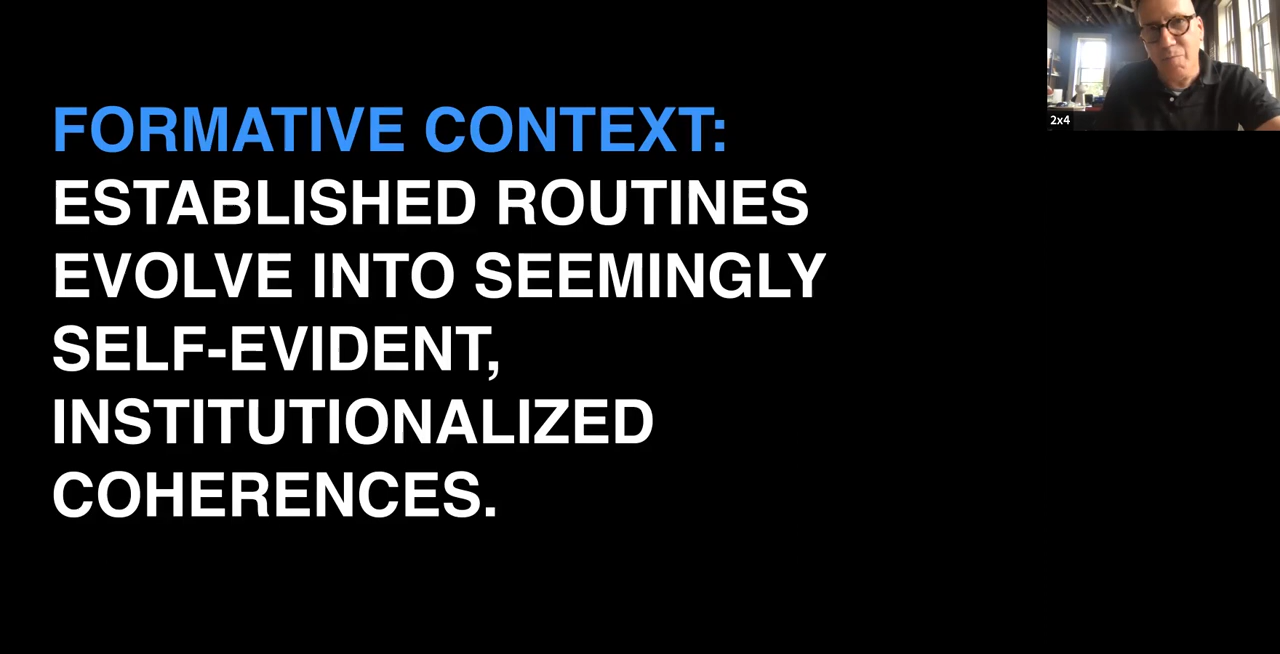 FORMATIVE CONTEXT:
ESTABLISHED ROUTINES
EVOLVE INTO SEEMINGLY
SELF-EVIDENT,
INSTITUTIONALIZED
COHERENCES.
2x4